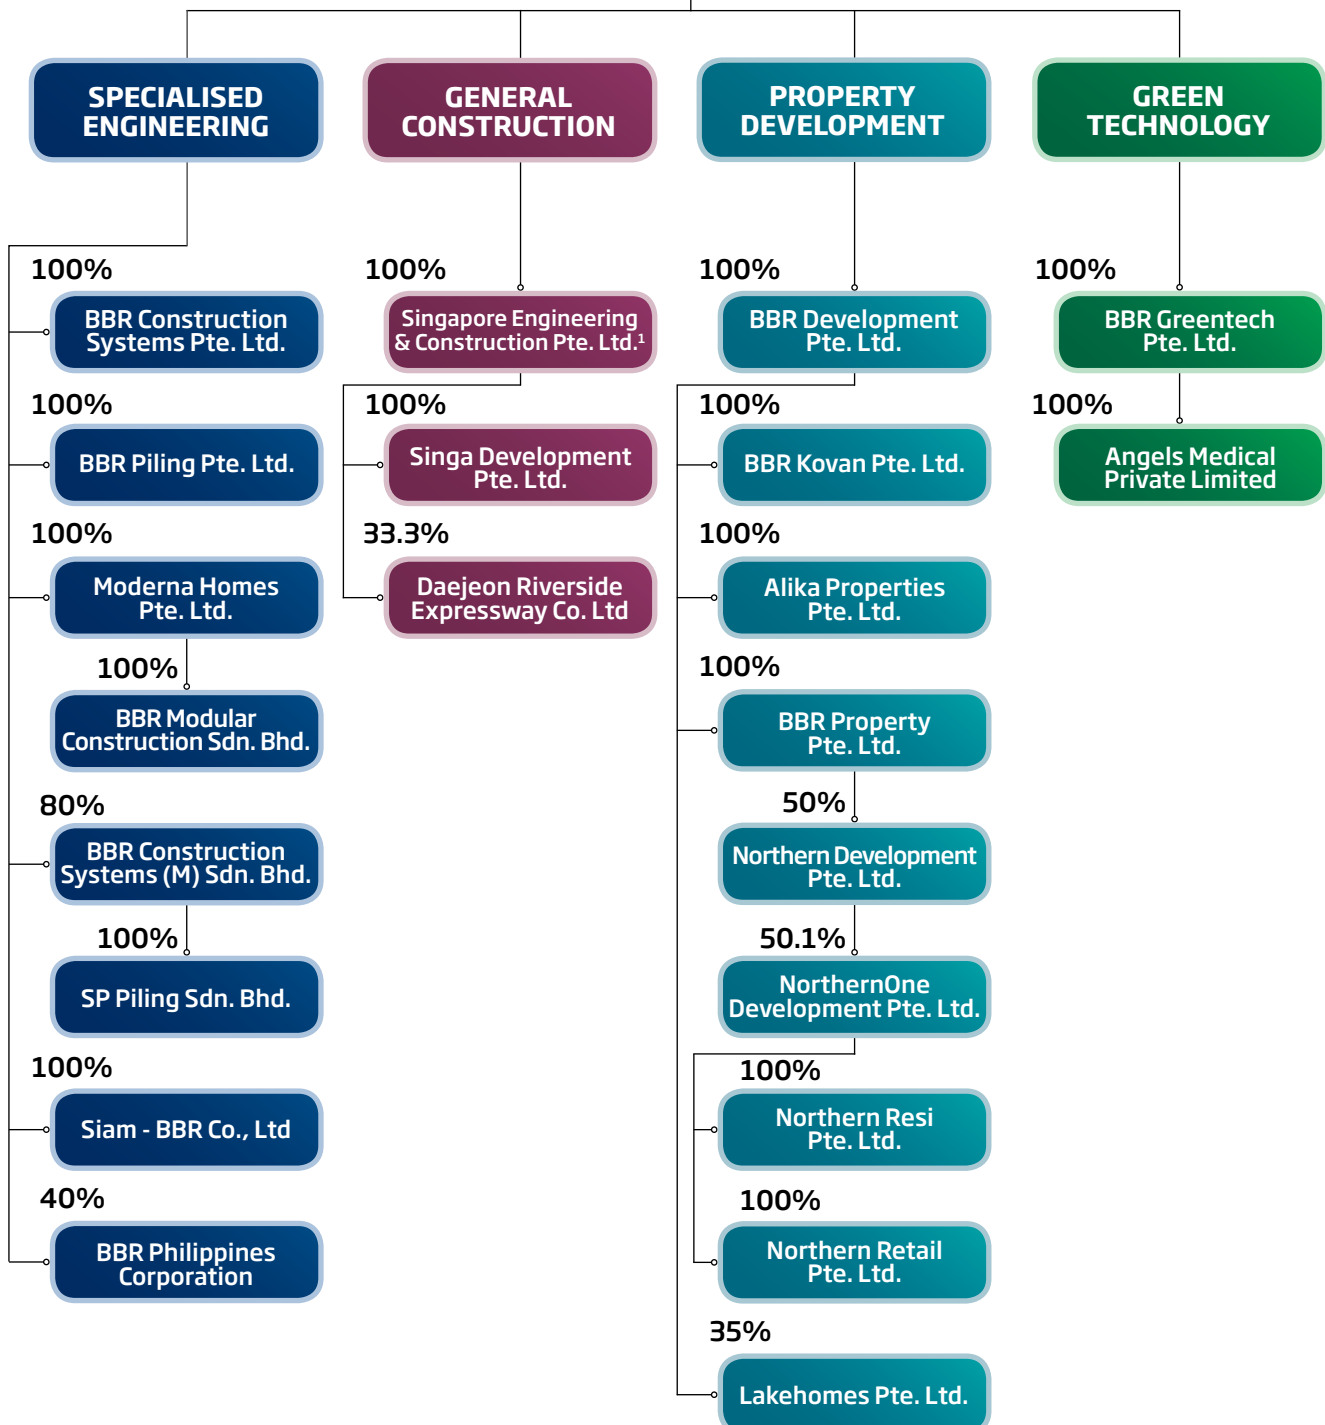 SPECIALISED
ENGINEERING
100%
BBR Construction
Systems Pte. Ltd.
100%
BBR Piling Pte. Ltd.
100%
Moderna Homes
Pte. Ltd.
100%
BBR Modular
Construction Sdn. Bhd.
80%
BBR Construction
Systems (M) Sdn. Bhd.
100%
SP Piling Sdn. Bhd.
100%
Siam - BBR Co., Ltd
40%
BBR Philippines
Corporation
GENERAL
CONSTRUCTION
100%
Singapore Engineering
& Construction Pte. Ltd.¹
100%
Singa Development
Pte. Ltd.
33.3%
Daejeon Riverside
Expressway Co. Ltd
PROPERTY
DEVELOPMENT
100%
BBR Development
Pte. Ltd.
100%
BBR Kovan Pte. Ltd.
100%
Alika Properties
Pte. Ltd.
100%
BBR Property
Pte. Ltd.
50%
Northern Development
Pte. Ltd.
50.1%
NorthernOne
Development Pte. Ltd.
100%
Northern Resi
Pte. Ltd.
100%
Northern Retail
Pte. Ltd.
35%
Lakehomes Pte. Ltd.
GREEN
TECHNOLOGY
100%
BBR Greentech
Pte. Ltd.
100%
Angels Medical
Private Limited